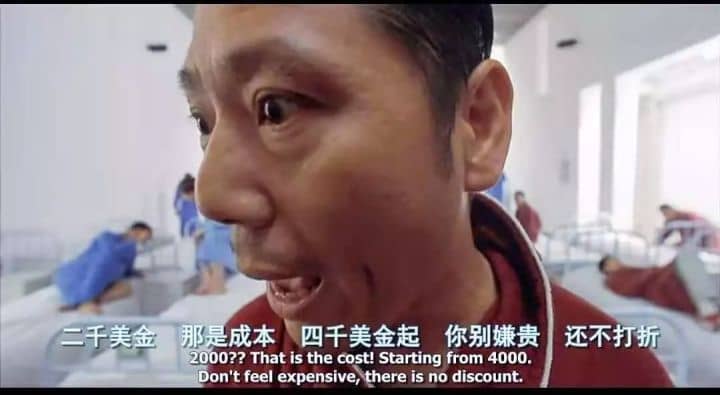 二千美金 那是成本 四千美金起 你别嫌贵 还不打折
2000?? That is the cost! Starting from 4000.
Don't feel expensive, there is no discount.